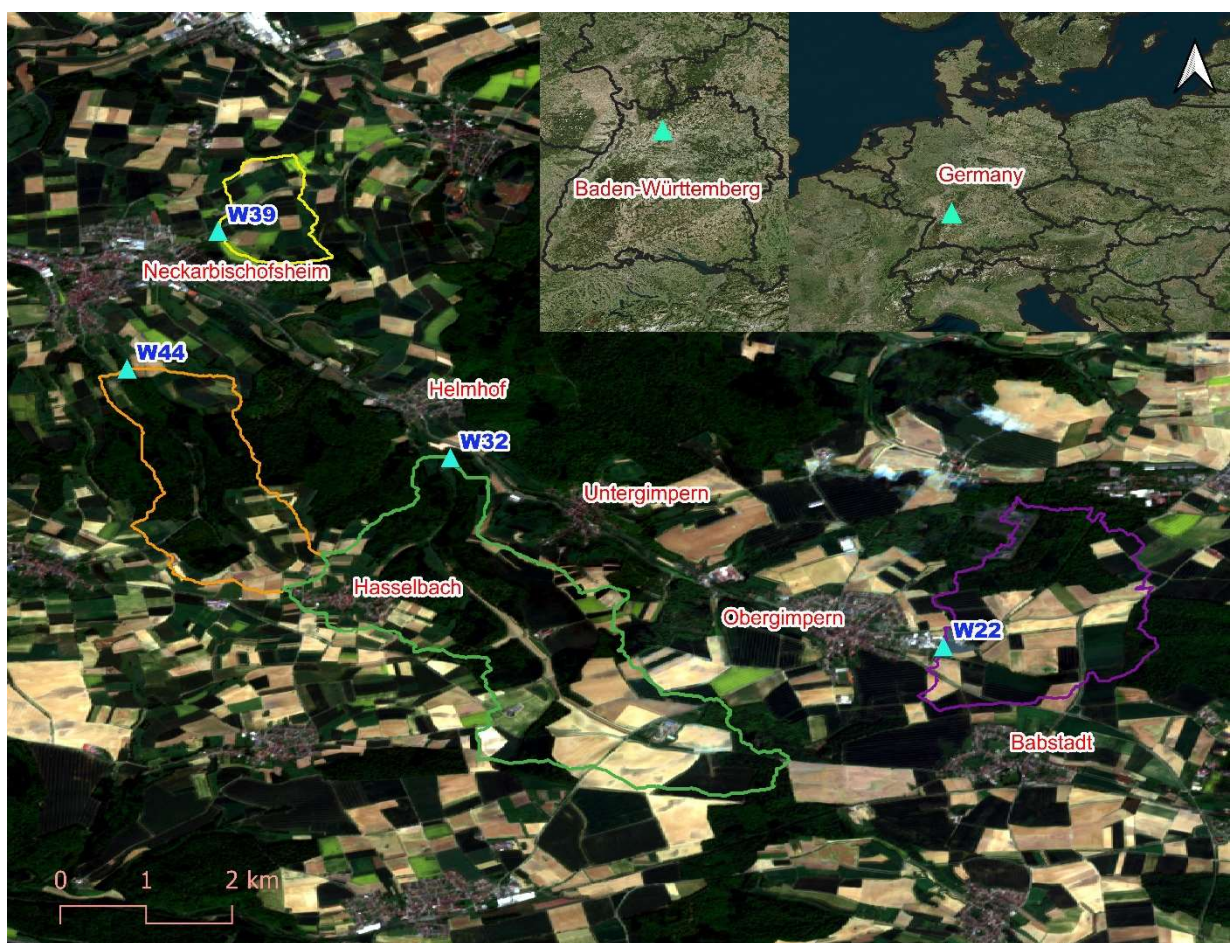 Baden-Württemberg
Germany
W39
Neckarbischofsheim
W44
Helmhof
W32
Untergimpern
Hasselbach
Obergimpern
W22
Babstadt
0 1 2 km